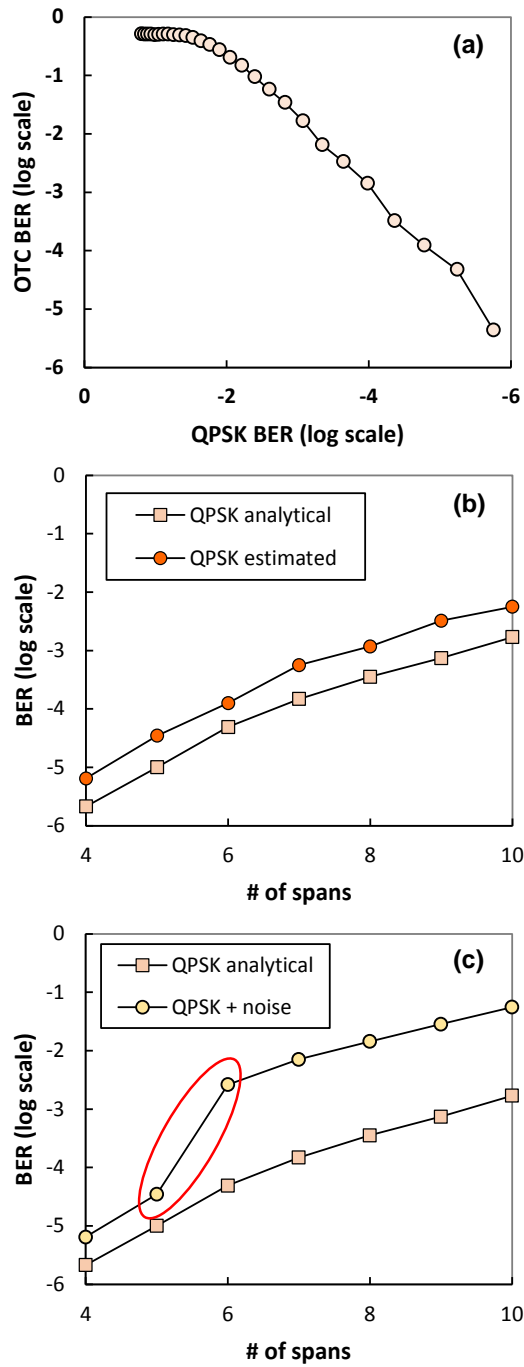 (a)
OTC BER (log scale)
0
-1
-2
-3
-4
-5
-6
0
-2
-4
-6
QPSK BER (log scale)
(b)
QPSK analytical
QPSK estimated
BER (log scale)
0
-1
-2
-3
-4
-5
-6
4
6
8
10
# of spans
(c)
QPSK analytical
QPSK + noise
BER (log scale)
0
-1
-2
-3
-4
-5
-6
4
6
8
10
# of spans